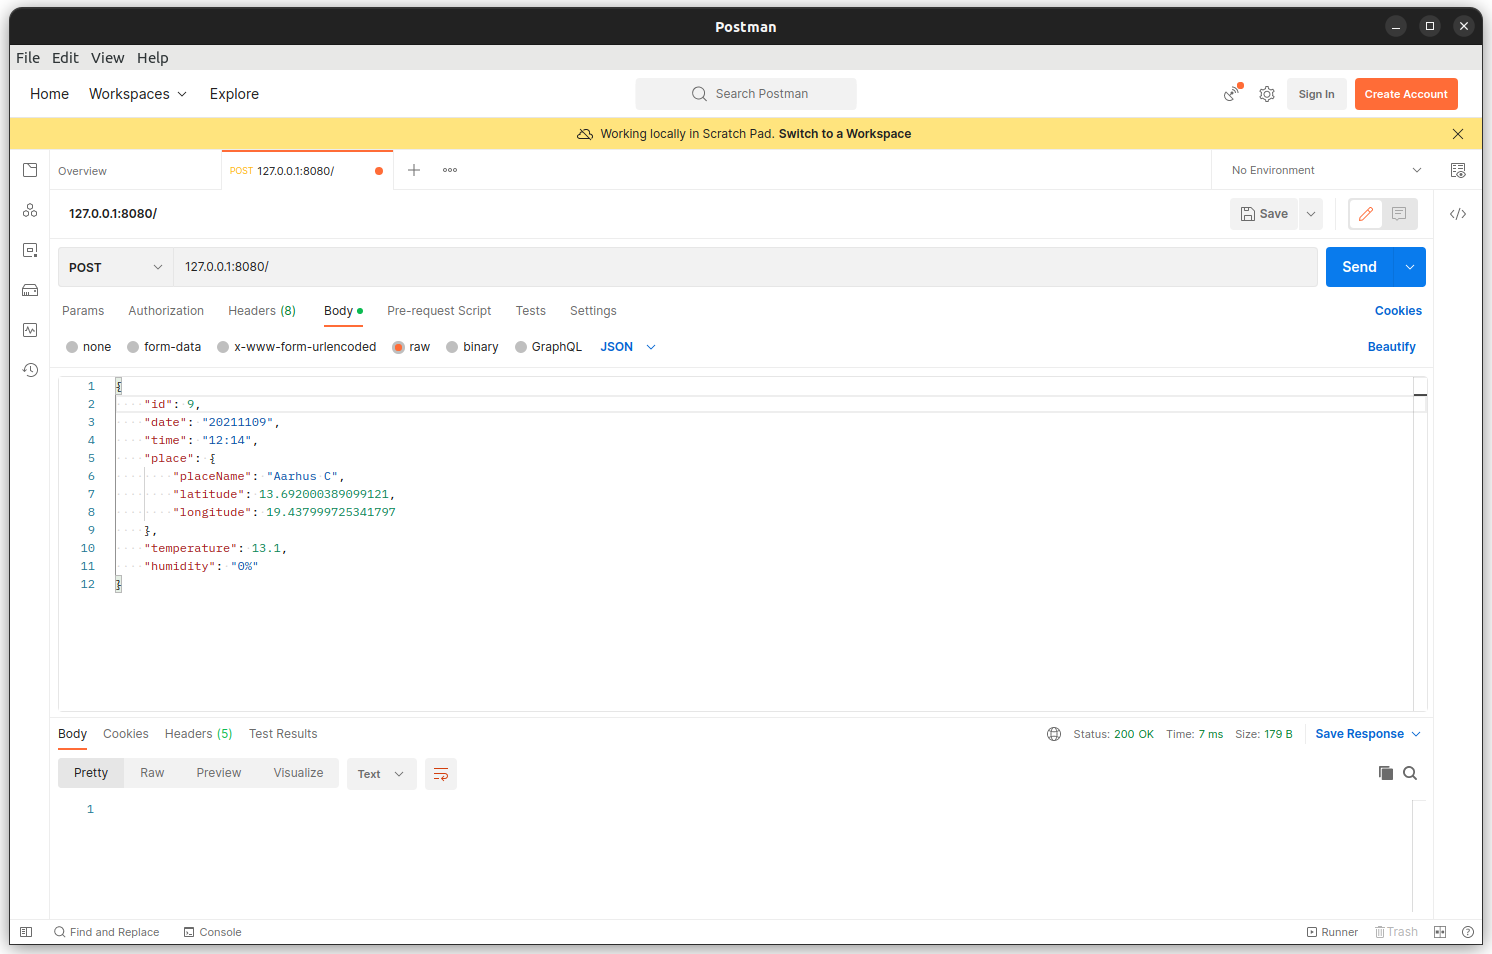 Postman
File Edit View Help
Home Workspaces Explore Search Postman Sign In Create Account
Working locally in Scratch Pad. Switch to a Workspace
Overview POST 127.0.0.1:8080/ No Environment
127.0.0.1:8080/ Save
POST 127.0.0.1:8080/ Send
Params Authorization Headers (8) Body Pre-request Script Tests Settings Cookies
none form-data x-www-form-urlencoded raw binary GraphQL JSON Beautify
1 {
2 "id": 9,
3 "date": "20211109",
4 "time": "12:14",
5 "place": {
6 "placeName": "Aarhus C",
7 "latitude": 13.692000389099121,
8 "longitude": 19.437999725341797
9 },
10 "temperature": 13.1,
11 "humidity": "0%"
12 }
Body Cookies Headers (5) Test Results Status: 200 OK Time: 7 ms Size: 179 B Save Response
Pretty Raw Preview Visualize Text
1
Find and Replace Console Runner Trash